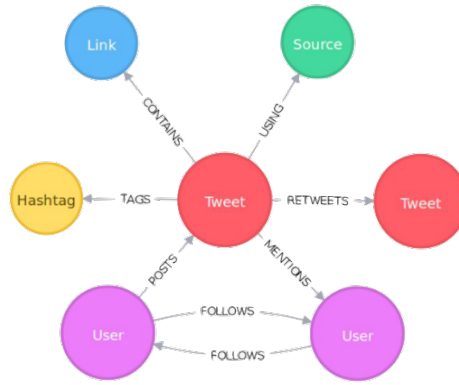 Link
Source
CONTAINS
USING
Hashtag
TAGS
Tweet
RETWEETS
Tweet
POSTS
MENTIONS
User
FOLLOWS
FOLLOWS
User